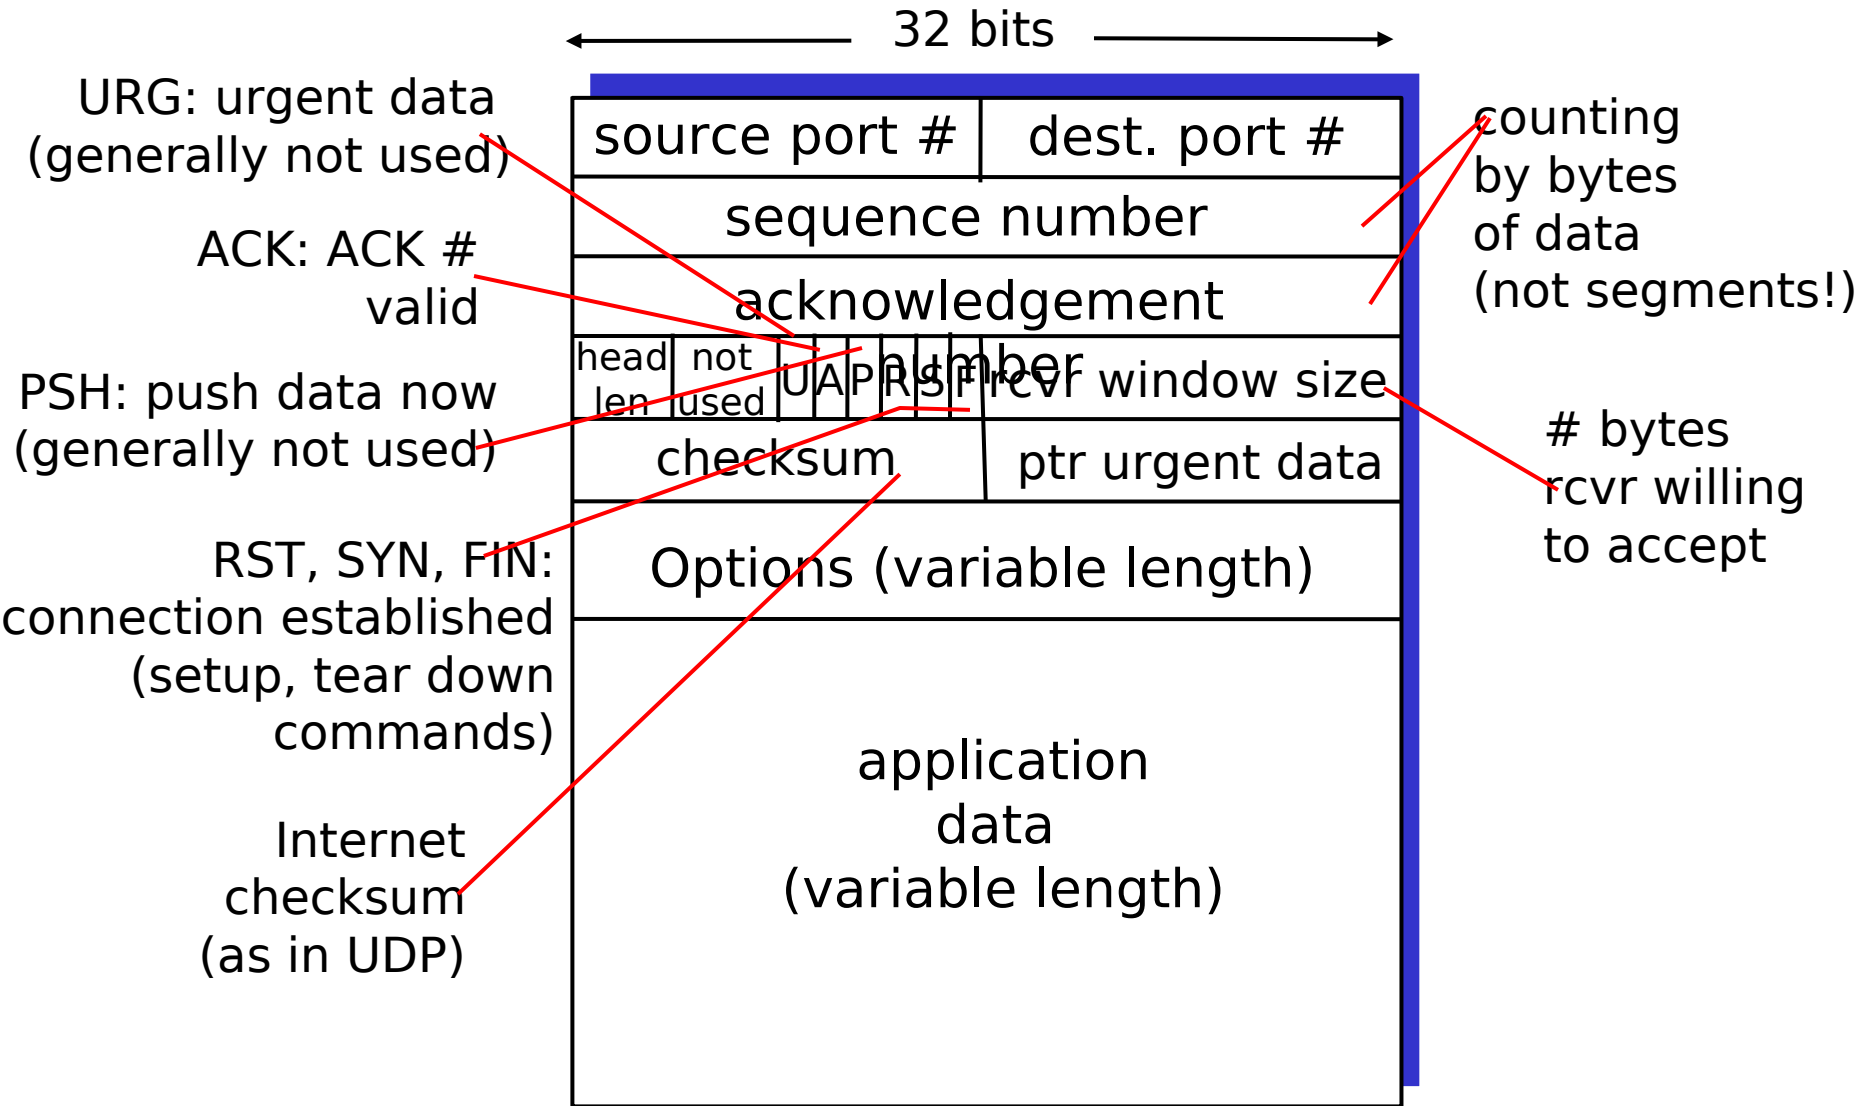 32 bits
URG: urgent data
(generally not used)
ACK: ACK #
valid
PSH: push data now
(generally not used)
RST, SYN, FIN:
connection established
(setup, tear down
commands)
Internet
checksum
(as in UDP)
source port #
dest. port #
sequence number
acknowledgement
number
head
len
not
used
U
A
P
R
S
F
rcvr window size
checksum
ptr urgent data
Options (variable length)
application
data
(variable length)
counting
by bytes
of data
(not segments!)
# bytes
rcvr willing
to accept